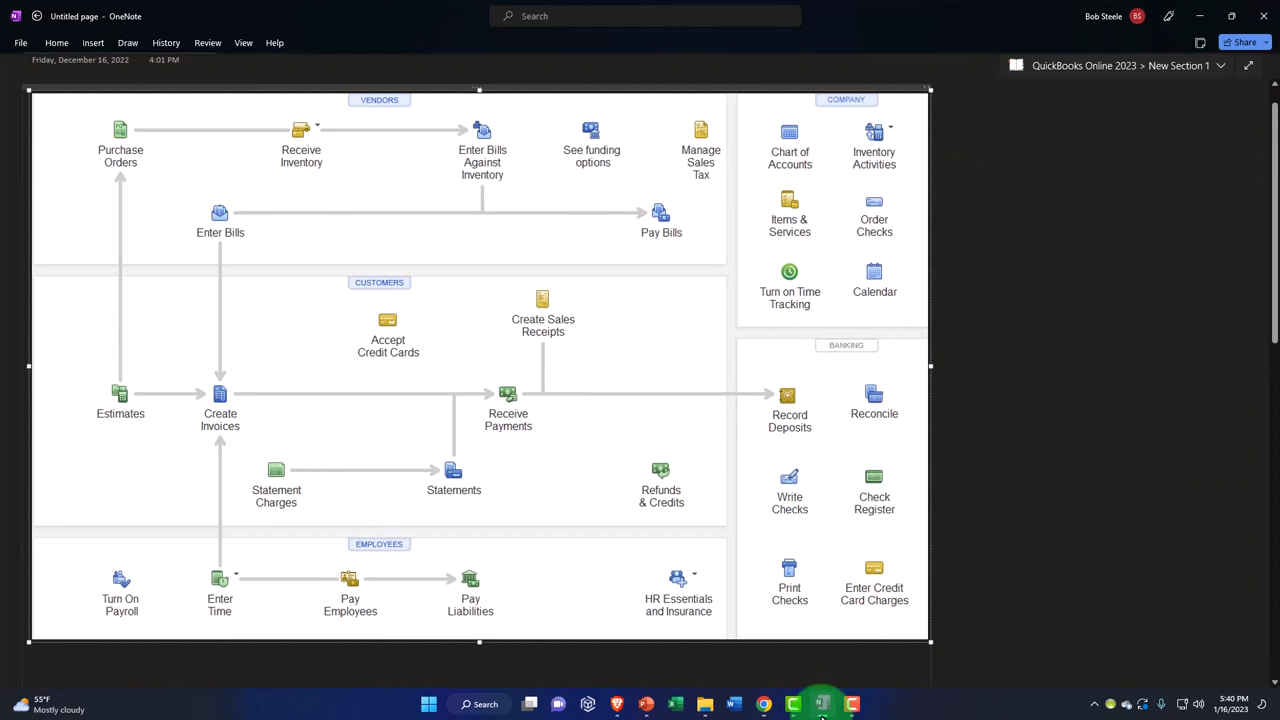 Untitled page - OneNote
Search
Bob Steele
BS
File
Home
Insert
Draw
History
Review
View
Help
Share
Friday, December 16, 2022
4:01 PM
QuickBooks Online 2023 > New Section 1
VENDORS
Purchase
Orders
Receive
Inventory
Enter Bills
Against
Inventory
See funding
options
Manage
Sales
Tax
Enter Bills
Pay Bills
COMPANY
Chart of
Accounts
Inventory
Activities
Items &
Services
Order
Checks
Turn on Time
Tracking
Calendar
CUSTOMERS
Accept
Credit Cards
Create Sales
Receipts
Estimates
Create
Invoices
Receive
Payments
Statement
Charges
Statements
Refunds
& Credits
BANKING
Record
Deposits
Reconcile
Write
Checks
Check
Register
Print
Checks
Enter Credit
Card Charges
EMPLOYEES
Turn On
Payroll
Enter
Time
Pay
Employees
Pay
Liabilities
HR Essentials
and Insurance
55°F
Mostly cloudy
Search
5:40 PM
1/16/2023